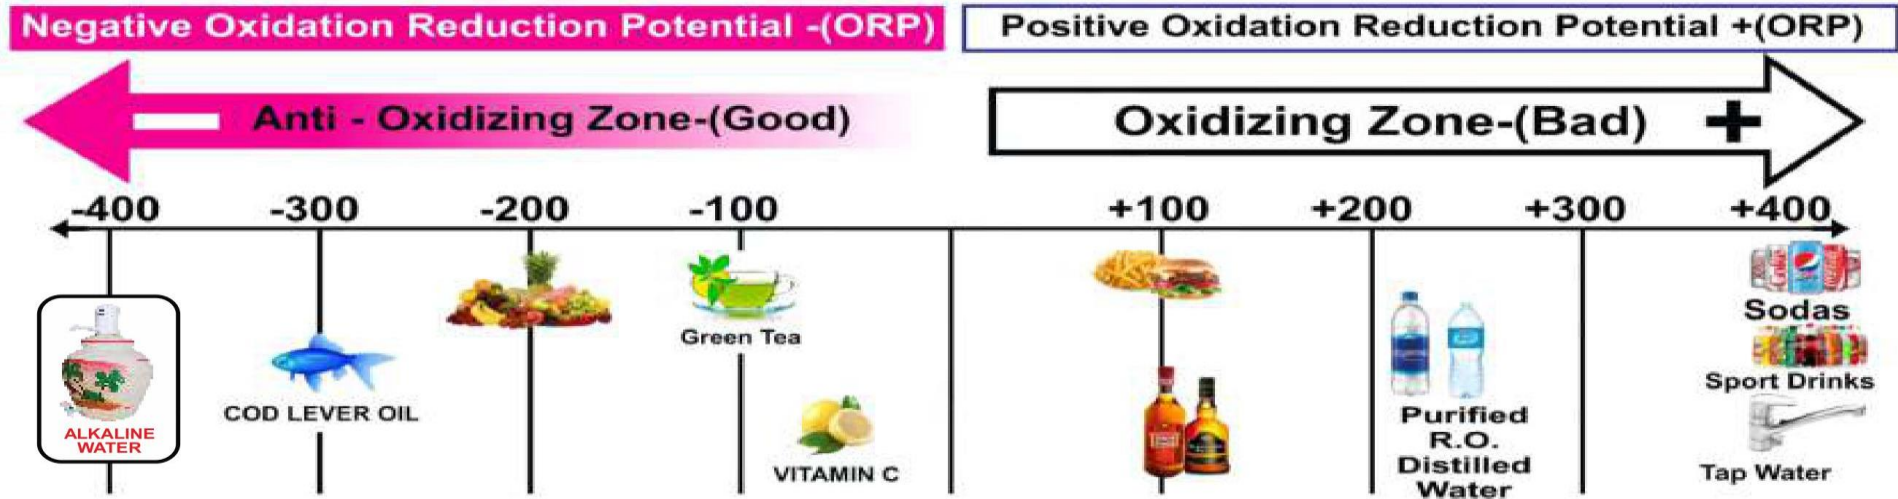 Negative Oxidation Reduction Potential -(ORP)
Positive Oxidation Reduction Potential +(ORP)
Anti - Oxidizing Zone-(Good)
Oxidizing Zone-(Bad) +
-400 -300 -200 -100 +100 +200 +300 +400
ALKALINE
WATER
COD LEVER OIL
Green Tea
VITAMIN C
Purified
R.O.
Distilled
Water
Sodas
Sport Drinks
Tap Water